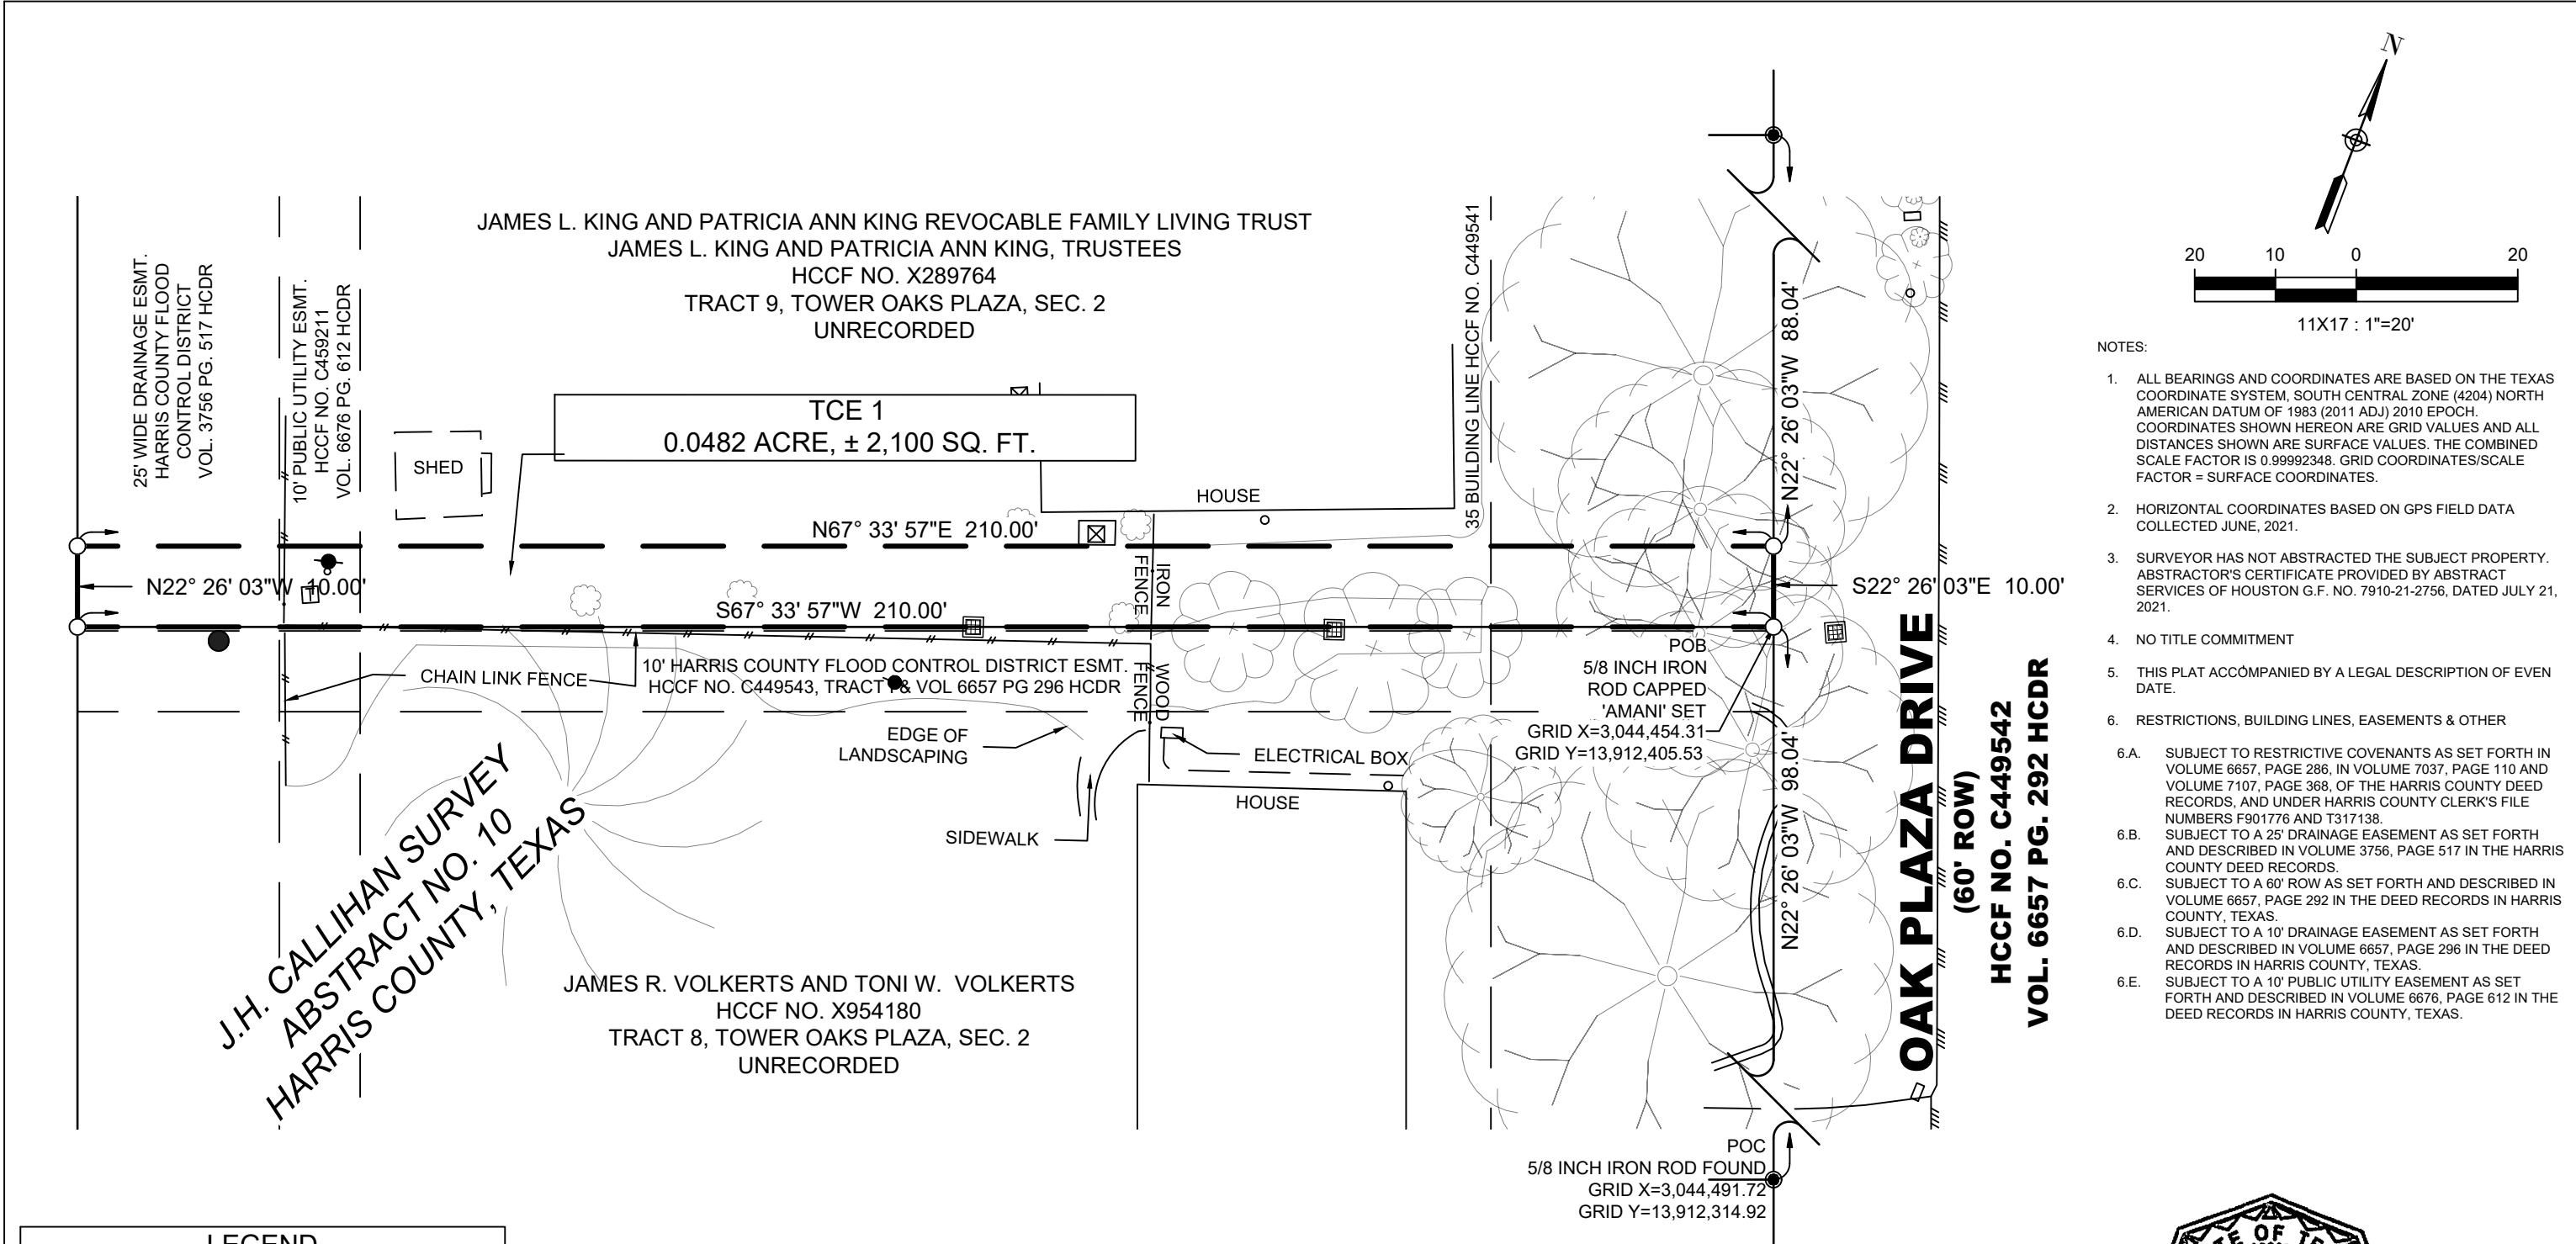 N
20 10 0 20
11X17 : 1"=20'
JAMES L. KING AND PATRICIA ANN KING REVOCABLE FAMILY LIVING TRUST
JAMES L. KING AND PATRICIA ANN KING, TRUSTEES
HCCF NO. X289764
TRACT 9, TOWER OAKS PLAZA, SEC. 2
UNRECORDED
25' WIDE DRAINAGE ESMT.
HARRIS COUNTY FLOOD
CONTROL DISTRICT
VOL. 3756 PG. 517 HCDR
10' PUBLIC UTILITY ESMT.
HCCF NO. C459211
VOL. 6676 PG. 612 HCDR
35 BUILDING LINE HCCF NO. C449541
TCE 1
0.0482 ACRE, ± 2,100 SQ. FT.
SHED
HOUSE
N67° 33' 57"E 210.00'
N22° 26' 03"W 10.00'
S67° 33' 57"W 210.00'
IRON
FENCE
WOOD
FENCE
N22° 26' 03"W 88.04'
S22° 26' 03"E 10.00'
CHAIN LINK FENCE
10' HARRIS COUNTY FLOOD CONTROL DISTRICT ESMT.
HCCF NO. C449543, TRACT I & VOL 6657 PG 296 HCDR
POB
5/8 INCH IRON
ROD CAPPED
'AMANI' SET
GRID X=3,044,454.31
GRID Y=13,912,405.53
EDGE OF
LANDSCAPING
ELECTRICAL BOX
HOUSE
SIDEWALK
N22° 26' 03"W 98.04'
OAK PLAZA DRIVE
(60' ROW)
HCCF NO. C449542
VOL. 6657 PG. 292 HCDR
J.H. CALLIHAN SURVEY
ABSTRACT NO. 10
HARRIS COUNTY, TEXAS
JAMES R. VOLKERTS AND TONI W. VOLKERTS
HCCF NO. X954180
TRACT 8, TOWER OAKS PLAZA, SEC. 2
UNRECORDED
POC
5/8 INCH IRON ROD FOUND
GRID X=3,044,491.72
GRID Y=13,912,314.92
NOTES:
1. ALL BEARINGS AND COORDINATES ARE BASED ON THE TEXAS
COORDINATE SYSTEM, SOUTH CENTRAL ZONE (4204) NORTH
AMERICAN DATUM OF 1983 (2011 ADJ) 2010 EPOCH.
COORDINATES SHOWN HEREON ARE GRID VALUES AND ALL
DISTANCES SHOWN ARE SURFACE VALUES. THE COMBINED
SCALE FACTOR IS 0.99992348. GRID COORDINATES/SCALE
FACTOR = SURFACE COORDINATES.
2. HORIZONTAL COORDINATES BASED ON GPS FIELD DATA
COLLECTED JUNE, 2021.
3. SURVEYOR HAS NOT ABSTRACTED THE SUBJECT PROPERTY.
ABSTRACTOR'S CERTIFICATE PROVIDED BY ABSTRACT
SERVICES OF HOUSTON G.F. NO. 7910-21-2756, DATED JULY 21,
2021.
4. NO TITLE COMMITMENT
5. THIS PLAT ACCOMPANIED BY A LEGAL DESCRIPTION OF EVEN
DATE.
6. RESTRICTIONS, BUILDING LINES, EASEMENTS & OTHER
6.A. SUBJECT TO RESTRICTIVE COVENANTS AS SET FORTH IN
VOLUME 6657, PAGE 286, IN VOLUME 7037, PAGE 110 AND
VOLUME 7107, PAGE 368, OF THE HARRIS COUNTY DEED
RECORDS, AND UNDER HARRIS COUNTY CLERK'S FILE
NUMBERS F901776 AND T317138.
6.B. SUBJECT TO A 25' DRAINAGE EASEMENT AS SET FORTH
AND DESCRIBED IN VOLUME 3756, PAGE 517 IN THE HARRIS
COUNTY DEED RECORDS.
6.C. SUBJECT TO A 60' ROW AS SET FORTH AND DESCRIBED IN
VOLUME 6657, PAGE 292 IN THE DEED RECORDS IN HARRIS
COUNTY, TEXAS.
6.D. SUBJECT TO A 10' DRAINAGE EASEMENT AS SET FORTH
AND DESCRIBED IN VOLUME 6657, PAGE 296 IN THE DEED
RECORDS IN HARRIS COUNTY, TEXAS.
6.E. SUBJECT TO A 10' PUBLIC UTILITY EASEMENT AS SET
FORTH AND DESCRIBED IN VOLUME 6676, PAGE 612 IN THE
DEED RECORDS IN HARRIS COUNTY, TEXAS.
LEGEND
OF